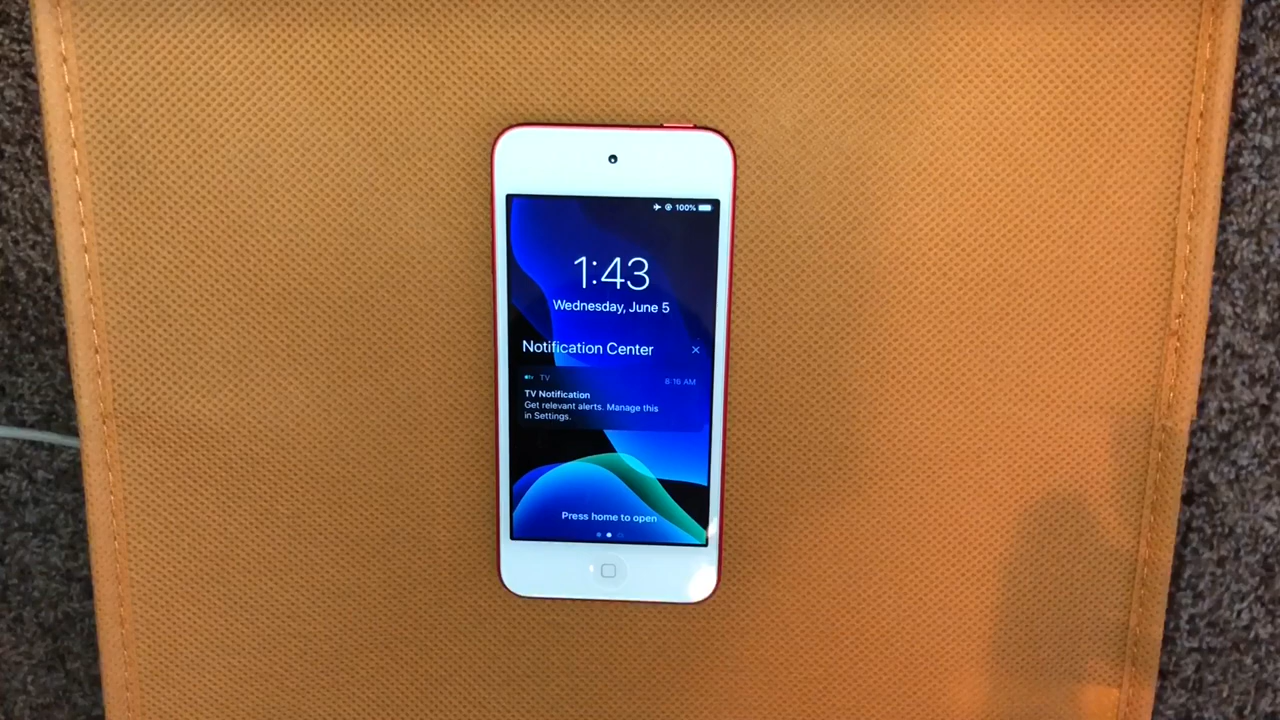 100%
1:43
Wednesday, June 5
Notification Center
TV
8:16 AM
TV Notification
Get relevant alerts. Manage this
in Settings.
Press home to open